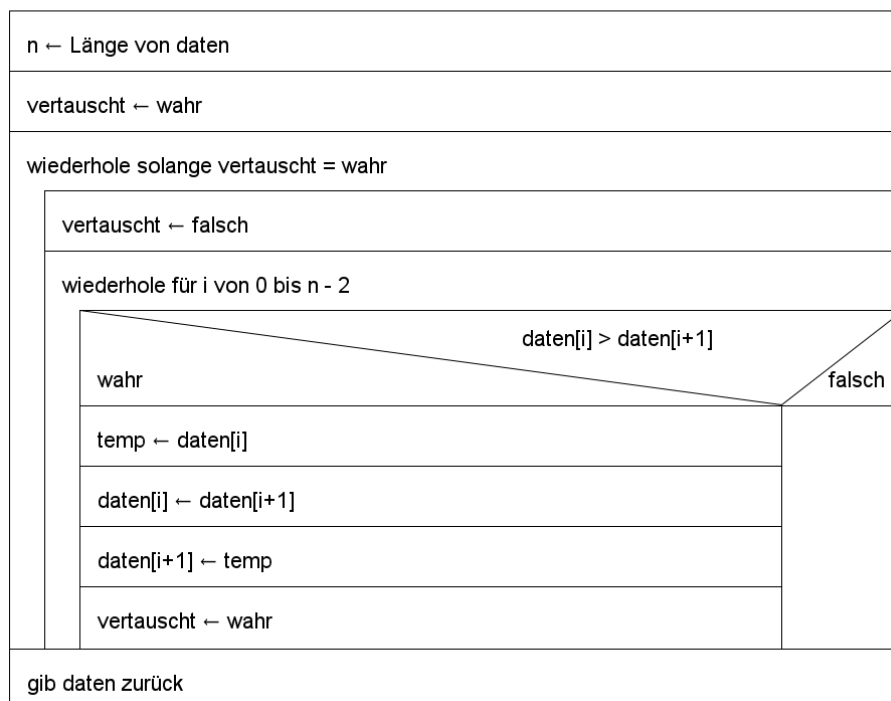 n ← Länge von daten
vertauscht ← wahr
wiederhole solange vertauscht = wahr
vertauscht ← falsch
wiederhole für i von 0 bis n - 2
daten[i] > daten[i+1]
wahr
falsch
temp ← daten[i]
daten[i] ← daten[i+1]
daten[i+1] ← temp
vertauscht ← wahr
gib daten zurück